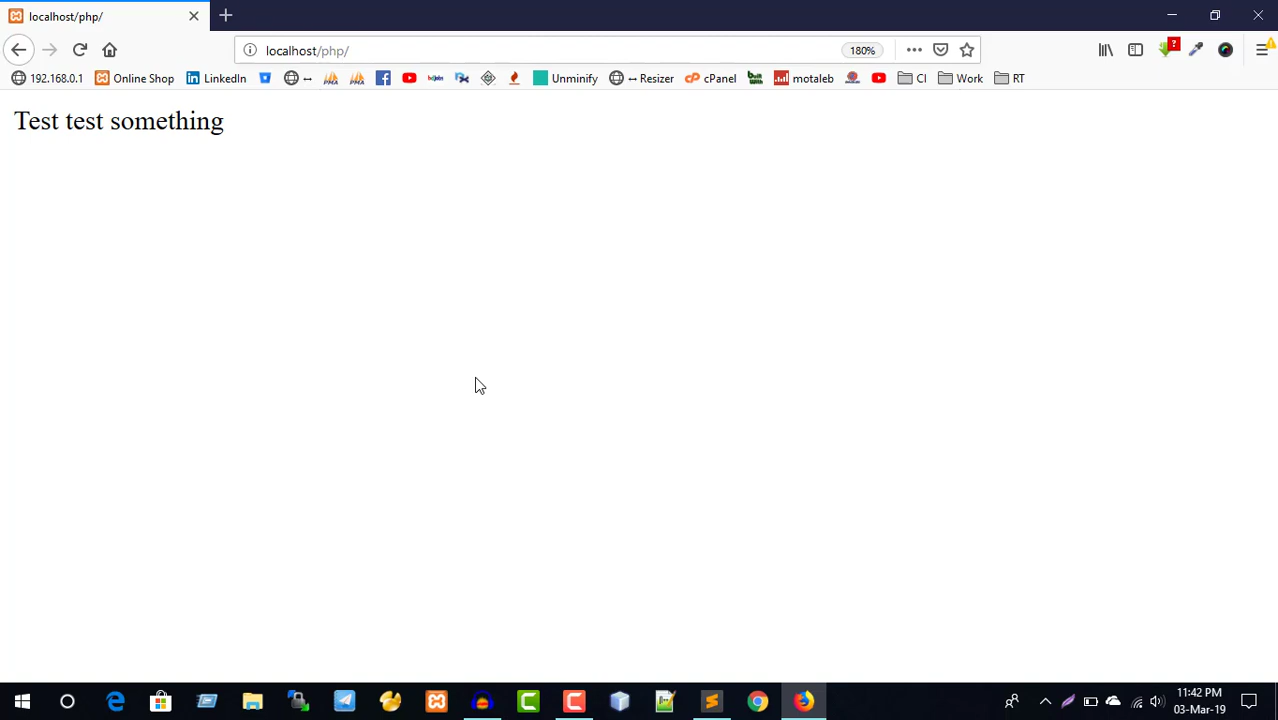 localhost/php/
localhost/php/
180%
192.168.0.1 Online Shop LinkedIn Unminify Resizer cPanel motaleb CI Work RT
Test test something
11:42 PM
03-Mar-19